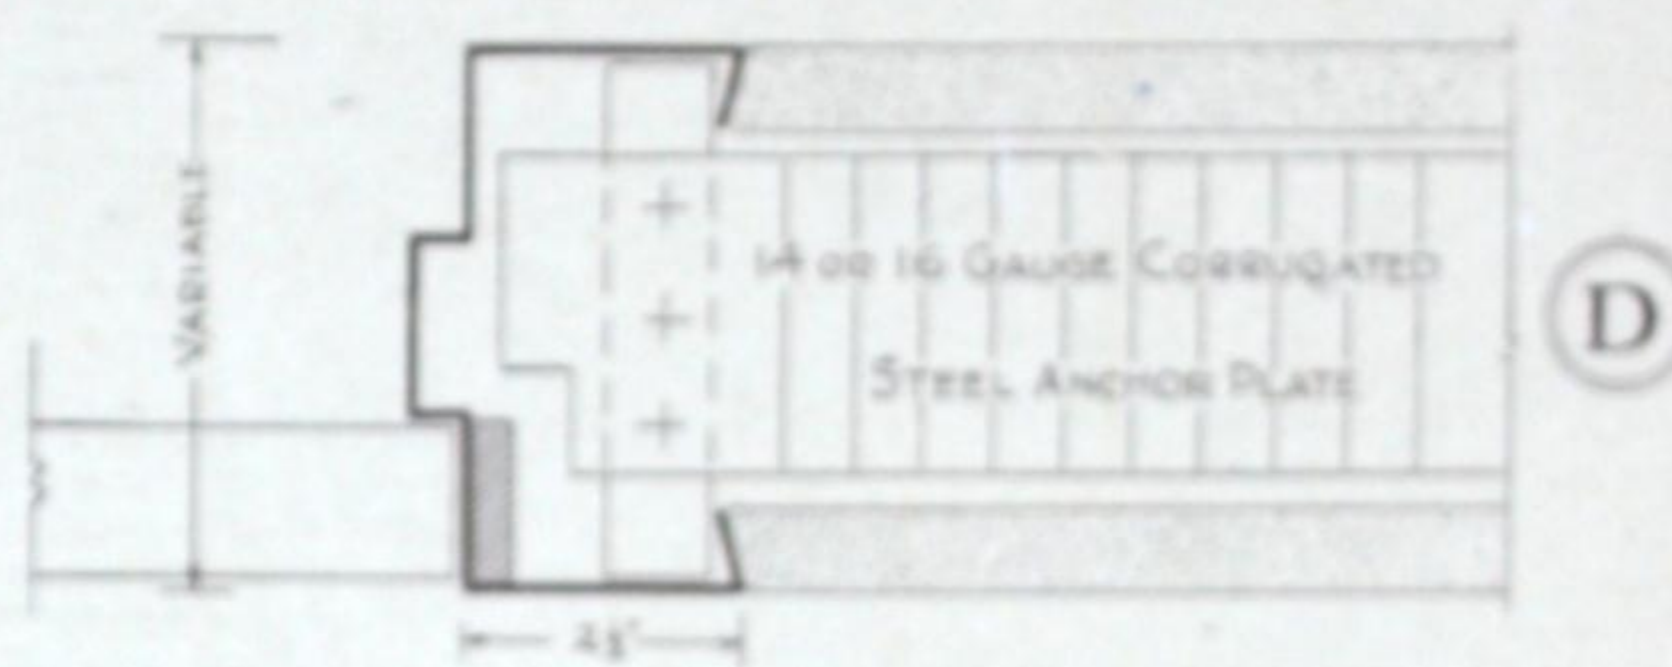 VARIABLE
14 OR 16 GAUGE CORRUGATED
STEEL ANCHOR PLATE
D